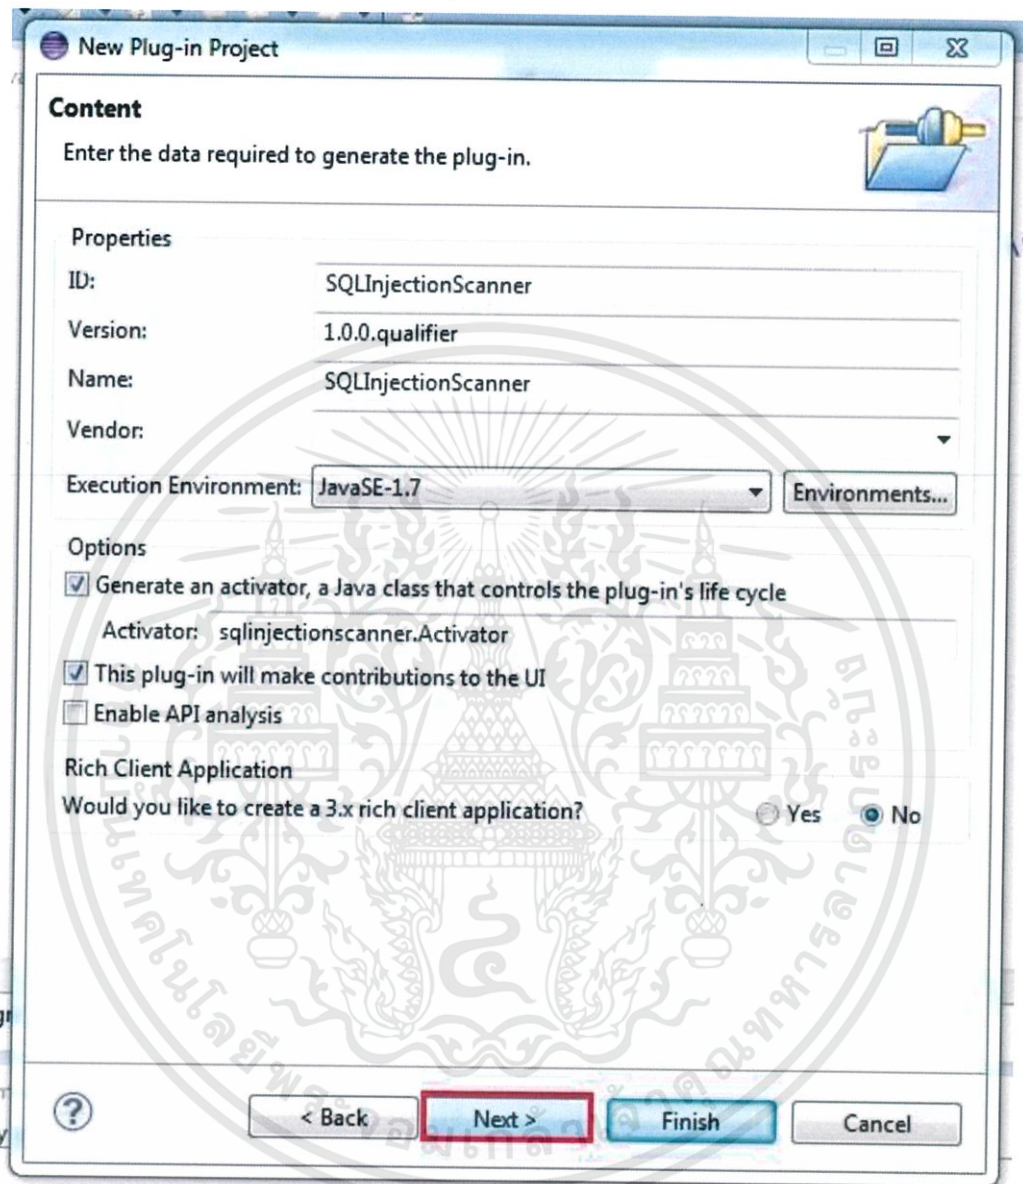 New Plug-in Project
Content
Enter the data required to generate the plug-in.
Properties
ID: SQLInjectionScanner
Version: 1.0.0.qualifier
Name: SQLInjectionScanner
Vendor:
Execution Environment: JavaSE-1.7 Environments...
Options
Generate an activator, a Java class that controls the plug-in's life cycle
Activator: sqlinjectionscanner.Activator
This plug-in will make contributions to the UI
Enable API analysis
Rich Client Application
Would you like to create a 3.x rich client application? Yes No
? < Back Next > Finish Cancel